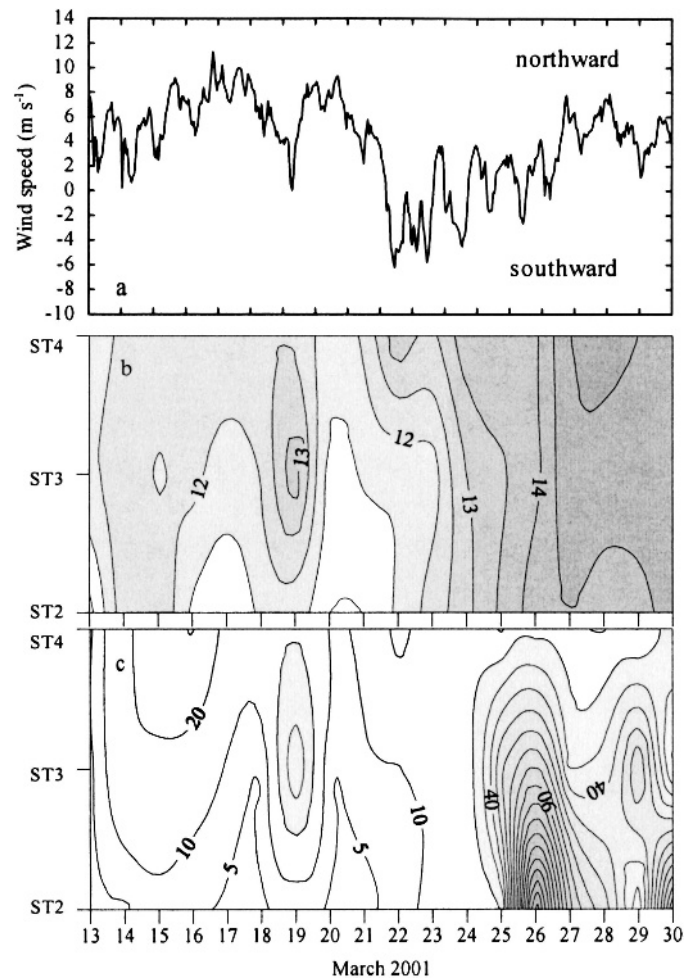 14
12
10
8
6
4
2
0
-2
-4
-6
-8
-10
Wind speed (m s⁻¹)
northward
southward
a
ST4
ST3
ST2
b
12
13
12
13
14
ST4
ST3
ST2
c
20
10
5
5
10
40
90
40
13 14 15 16 17 18 19 20 21 22 23 24 25 26 27 28 29 30
March 2001